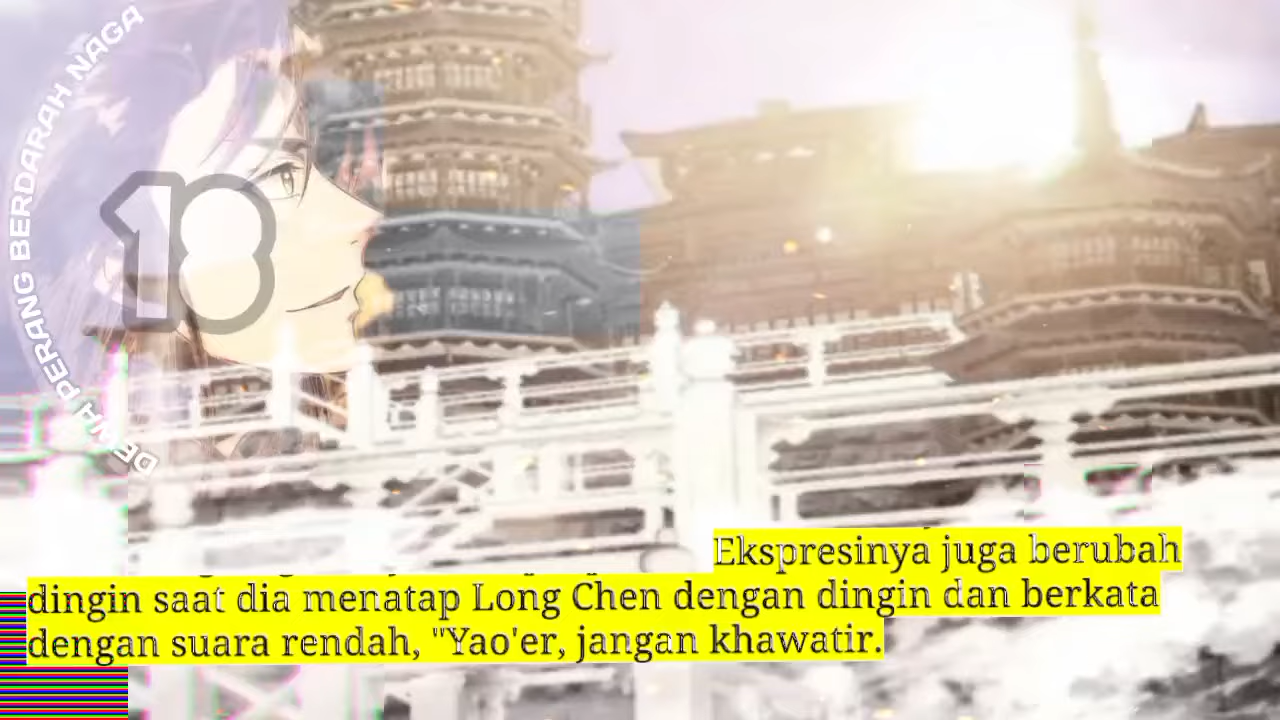 DEWA PERANG BERDARAH NAGA
18
Ekspresinya juga berubah
dingin saat dia menatap Long Chen dengan dingin dan berkata
dengan suara rendah, "Yao'er, jangan khawatir.